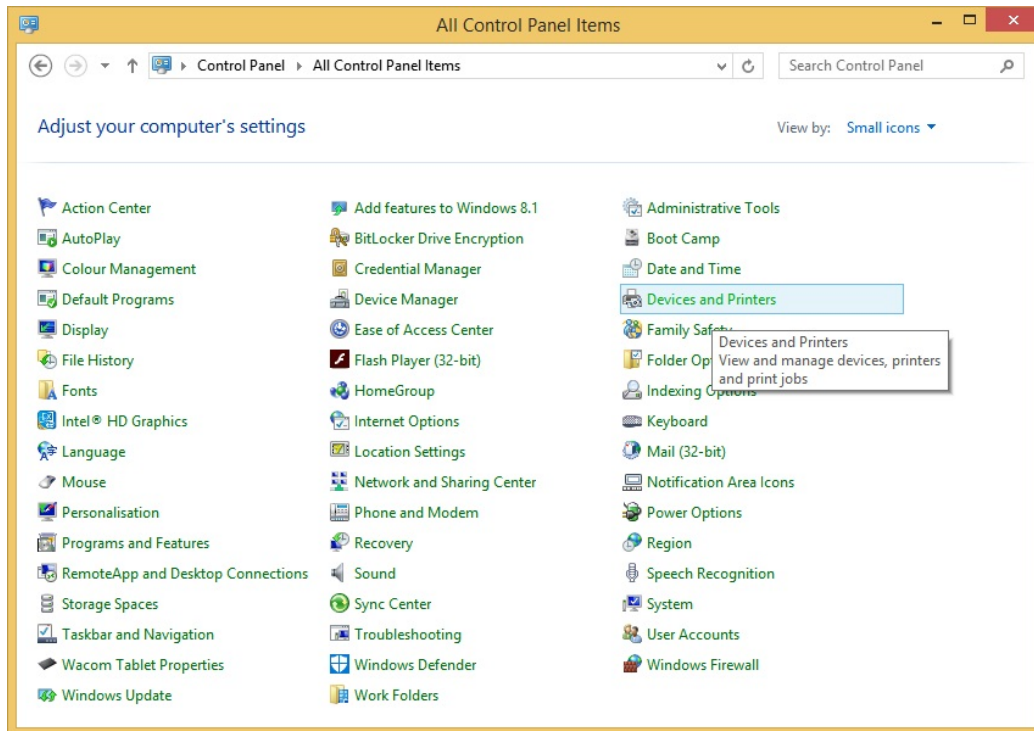 All Control Panel Items
Control Panel All Control Panel Items
Search Control Panel
Adjust your computer's settings
View by: Small icons
Action Center
Add features to Windows 8.1
Administrative Tools
AutoPlay
BitLocker Drive Encryption
Boot Camp
Colour Management
Credential Manager
Date and Time
Default Programs
Device Manager
Devices and Printers
Display
Ease of Access Center
Family Safety
Devices and Printers
View and manage devices, printers
and print jobs
File History
Flash Player (32-bit)
Folder Op
Fonts
HomeGroup
Indexing Options
Intel® HD Graphics
Internet Options
Keyboard
Language
Location Settings
Mail (32-bit)
Mouse
Network and Sharing Center
Notification Area Icons
Personalisation
Phone and Modem
Power Options
Programs and Features
Recovery
Region
RemoteApp and Desktop Connections
Sound
Speech Recognition
Storage Spaces
Sync Center
System
Taskbar and Navigation
Troubleshooting
User Accounts
Wacom Tablet Properties
Windows Defender
Windows Firewall
Windows Update
Work Folders